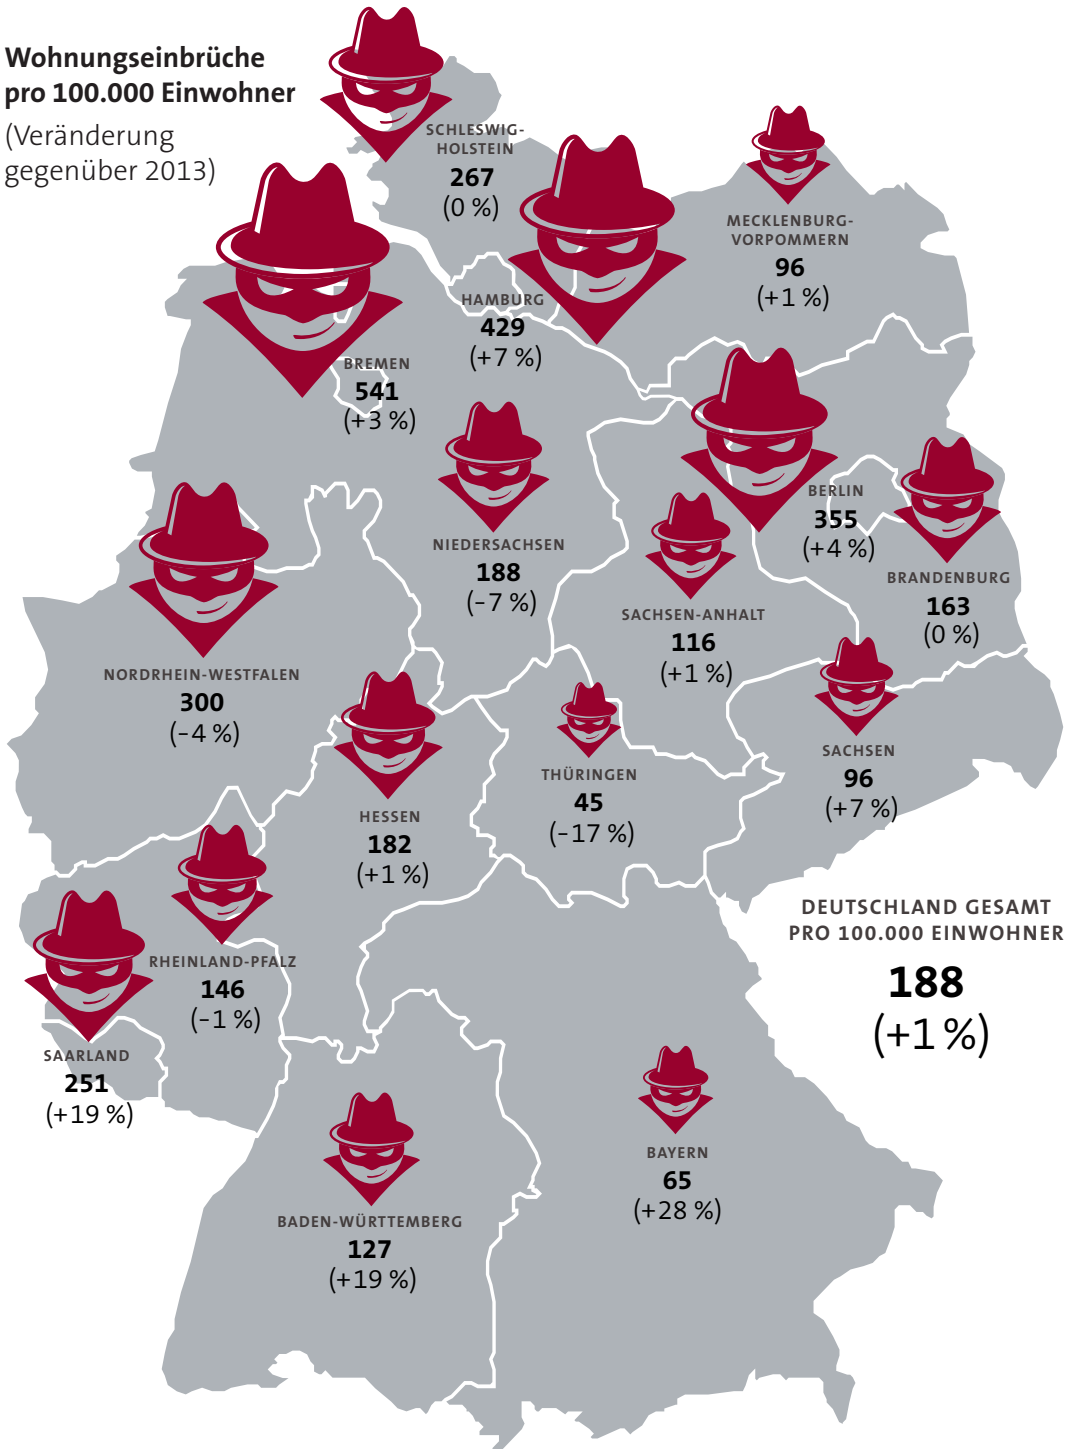 Wohnungseinbrüche
pro 100.000 Einwohner
(Veränderung
gegenüber 2013)
SCHLESWIG-
HOLSTEIN
267
(0 %)
MECKLENBURG-
VORPOMMERN
96
(+1 %)
HAMBURG
429
(+7 %)
BREMEN
541
(+3 %)
BERLIN
355
(+4 %)
NIEDERSACHSEN
188
(-7 %)
BRANDENBURG
163
(0 %)
SACHSEN-ANHALT
116
(+1 %)
NORDRHEIN-WESTFALEN
300
(-4 %)
SACHSEN
96
(+7 %)
THÜRINGEN
45
(-17 %)
HESSEN
182
(+1 %)
DEUTSCHLAND GESAMT
PRO 100.000 EINWOHNER
188
(+1 %)
RHEINLAND-PFALZ
146
(-1 %)
SAARLAND
251
(+19 %)
BAYERN
65
(+28 %)
BADEN-WÜRTTEMBERG
127
(+19 %)